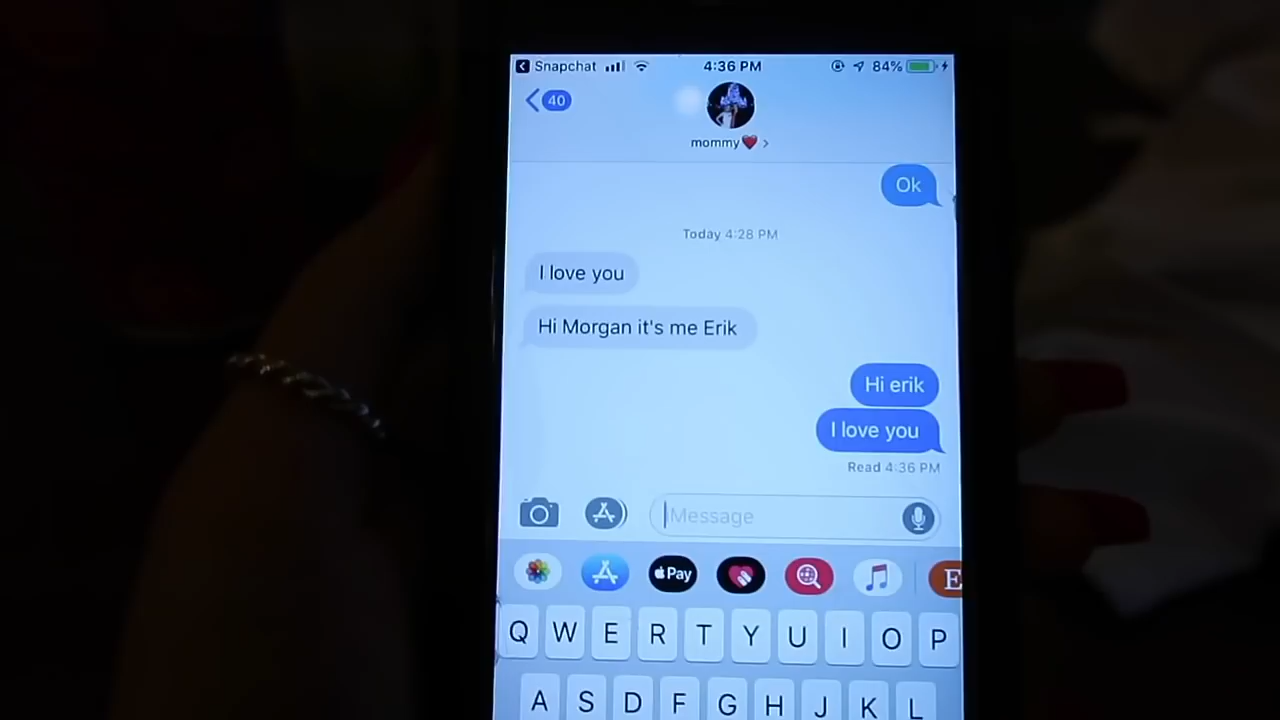 Snapchat 4:36 PM 84%
40
mommy❤️ >
Ok
Today 4:28 PM
I love you
Hi Morgan it's me Erik
Hi erik
I love you
Read 4:36 PM
Message
Pay
E
Q W E R T Y U I O P
A S D F G H J K L